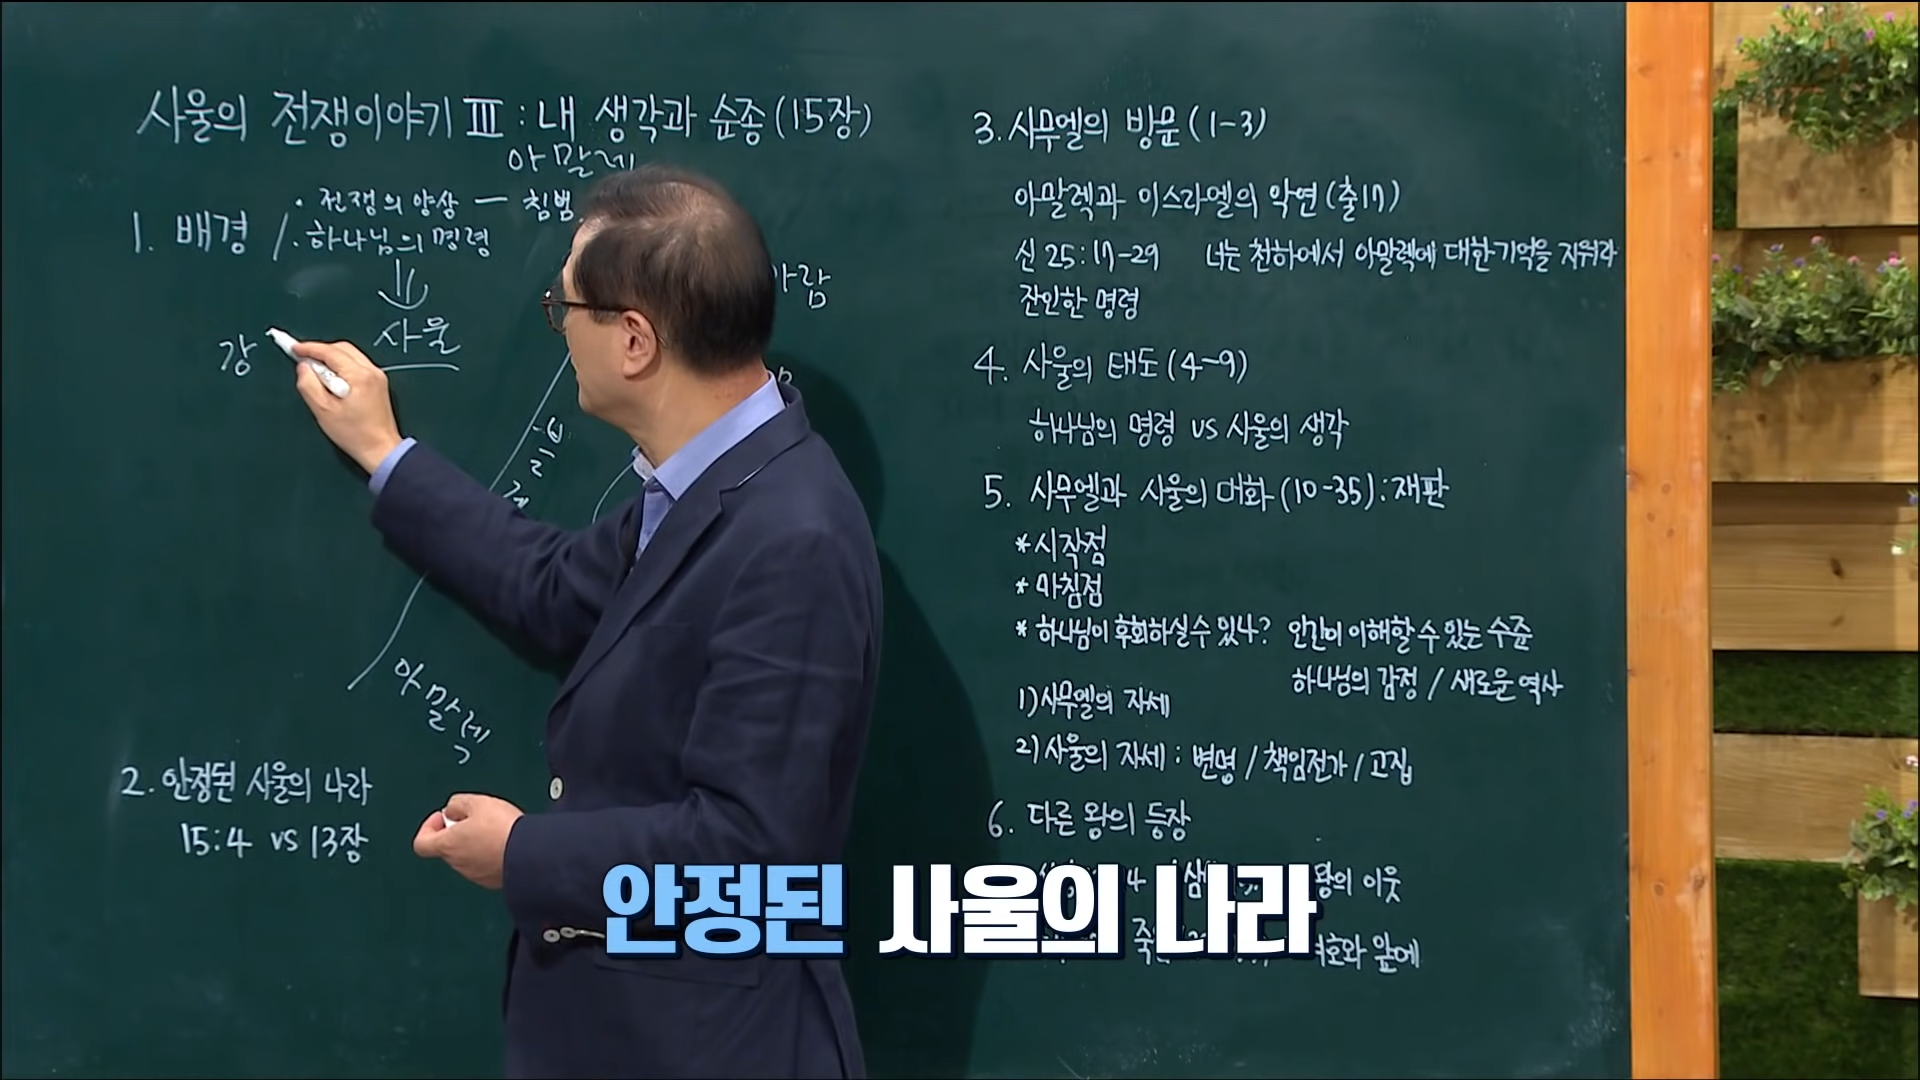 사울의 전쟁이야기 III : 내 생각과 순종 (15장)
아말레
1. 배경 / · 전쟁의 양상 — 침범
· 하나님의 명령
사울
강
가람
아말렉
2. 안정된 사울의 나라
15:4 vs 13장
3. 사무엘의 방문 (1-3)
아말렉과 이스라엘의 악연 (출17)
신 25:17-29 너는 천하에서 아말렉에 대한 기억을 지워라
잔인한 명령
4. 사울의 태도 (4-9)
하나님의 명령 vs 사울의 생각
5. 사무엘과 사울의 대화 (10-35) : 재판
* 시작점
* 마침점
* 하나님이 후회하실 수 있나? 인간이 이해할 수 있는 수준
하나님의 감정 / 새로운 역사
1) 사무엘의 자세
2) 사울의 자세 : 변명 / 책임전가 / 고집
6. 다른 왕의 등장
왕의 이웃
앞에
안정된 사울의 나라